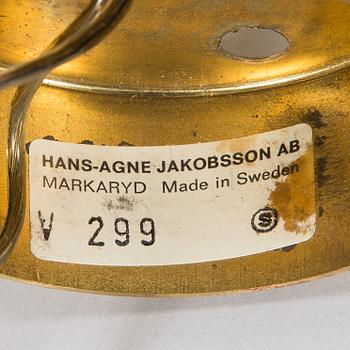 HANS-AGNE JAKOBSSON AB
MARKARYD Made in Sweden
V 299 Ⓢ